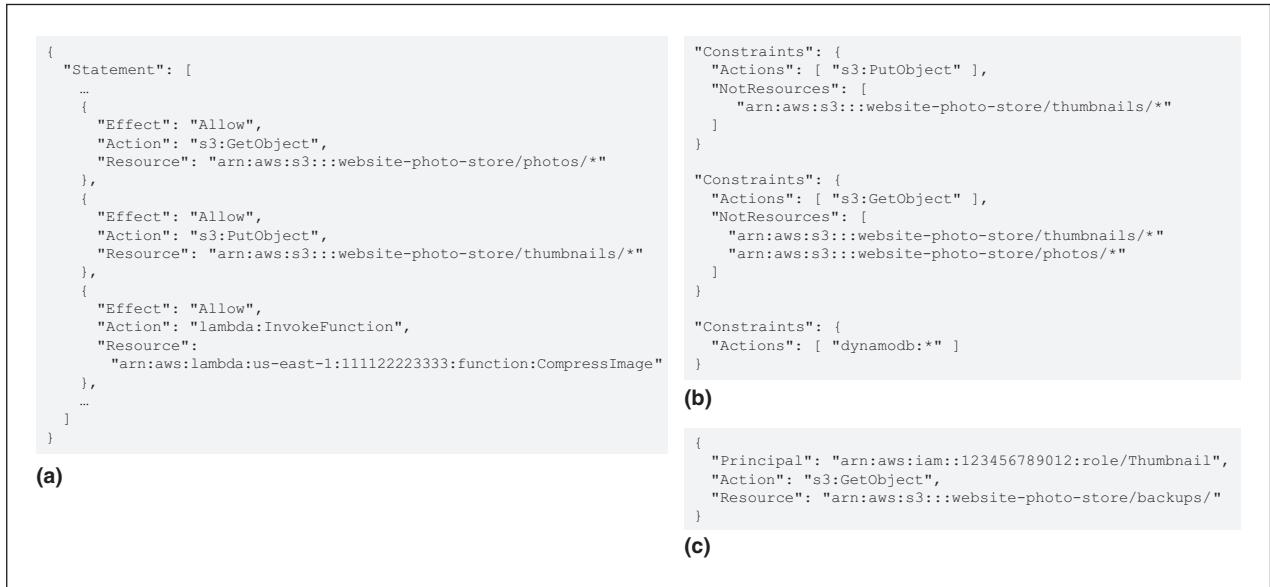 {
  "Statement": [
    …
    {
      "Effect": "Allow",
      "Action": "s3:GetObject",
      "Resource": "arn:aws:s3:::website-photo-store/photos/*"
    },
    {
      "Effect": "Allow",
      "Action": "s3:PutObject",
      "Resource": "arn:aws:s3:::website-photo-store/thumbnails/*"
    },
    {
      "Effect": "Allow",
      "Action": "lambda:InvokeFunction",
      "Resource":
        "arn:aws:lambda:us-east-1:111122223333:function:CompressImage"
    },
    …
  ]
}
(a)
"Constraints": {
  "Actions": [ "s3:PutObject" ],
  "NotResources": [
    "arn:aws:s3:::website-photo-store/thumbnails/*"
  ]
}
"Constraints": {
  "Actions": [ "s3:GetObject" ],
  "NotResources": [
    "arn:aws:s3:::website-photo-store/thumbnails/*"
    "arn:aws:s3:::website-photo-store/photos/*"
  ]
}
"Constraints": {
  "Actions": [ "dynamodb:*" ]
}
(b)
{
  "Principal": "arn:aws:iam::123456789012:role/Thumbnail",
  "Action": "s3:GetObject",
  "Resource": "arn:aws:s3:::website-photo-store/backups/"
}
(c)